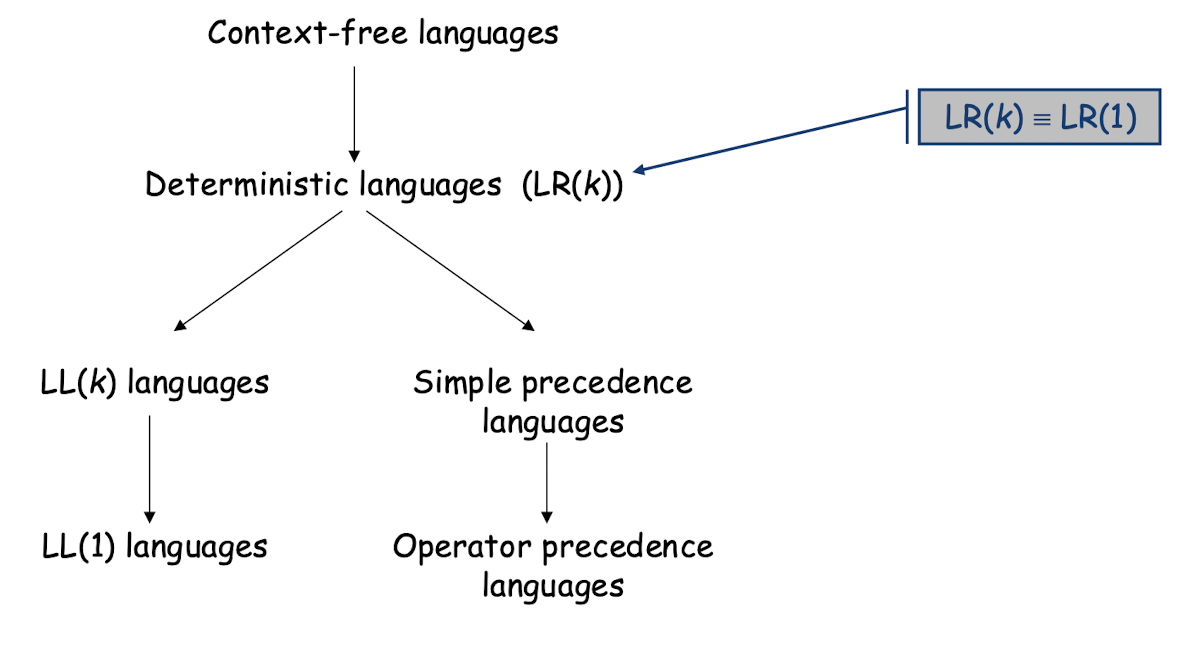 Context-free languages
LR(k) ≡ LR(1)
Deterministic languages (LR(k))
LL(k) languages
Simple precedence
languages
LL(1) languages
Operator precedence
languages